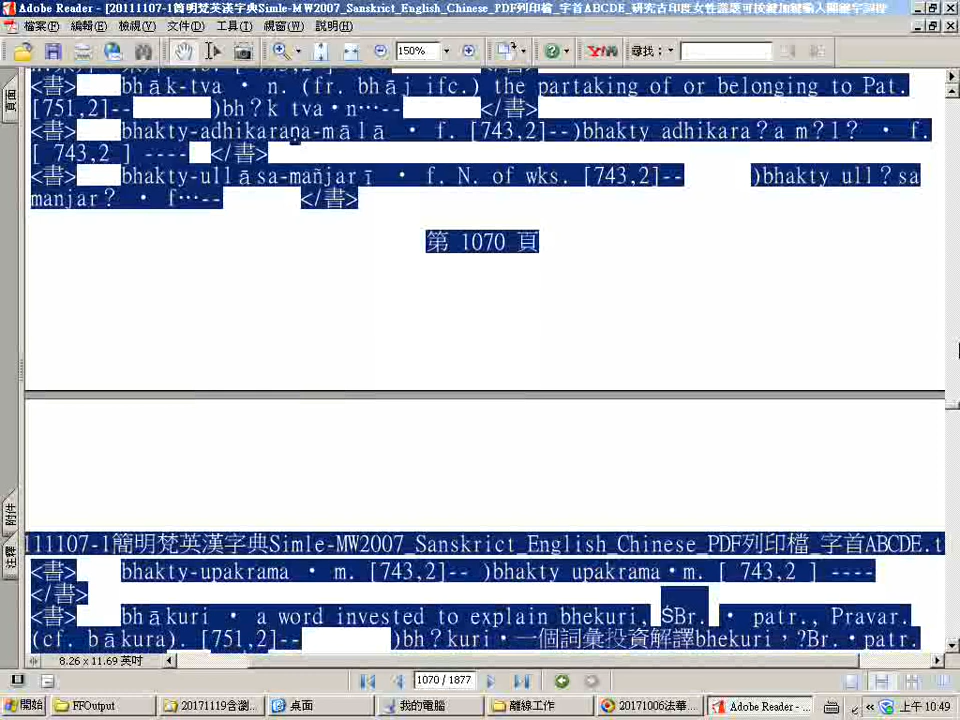 Adobe Reader - [20111107-1簡明梵英漢字典Simle-MW2007_Sanskrict_English_Chinese_PDF列印檔_字首ABCDE_研究古印度女性議題可按鍵加鍵輸入關鍵字詞搜
檔案(F) 編輯(E) 檢視(V) 文件(D) 工具(T) 視窗(W) 說明(H)
150% 尋找:
頁面
<書> bhāk-tva • n. (fr. bhāj ifc.) the partaking of or belonging to Pat.
[751,2]-- )bh?k tva•n…-- </書>
<書> bhakty-adhikaraṇa-mālā • f. [743,2]--)bhakty adhikara?a m?l? • f.
[ 743,2 ] ---- </書>
<書> bhakty-ullāsa-mañjarī • f. N. of wks. [743,2]-- )bhakty ull?sa
manjar? • f…-- </書>
第 1070 頁
附件
注釋
111107-1簡明梵英漢字典Simle-MW2007_Sanskrict_English_Chinese_PDF列印檔_字首ABCDE.t
<書> bhakty-upakrama • m. [743,2]-- )bhakty upakrama•m. [ 743,2 ] ----
</書>
<書> bhākuri • a word invested to explain bhekuri, ŚBr. • patr., Pravar.
(cf. bākura). [751,2]-- )bh?kuri•一個詞彙投資解譯bhekuri,?Br.•patr.
8.26 x 11.69 英吋
1070 / 1877
開始 FFOutput 20171119含瀏... 桌面 我的電腦 離線工作 20171006法華... Adobe Reader - ... 上午 10:49